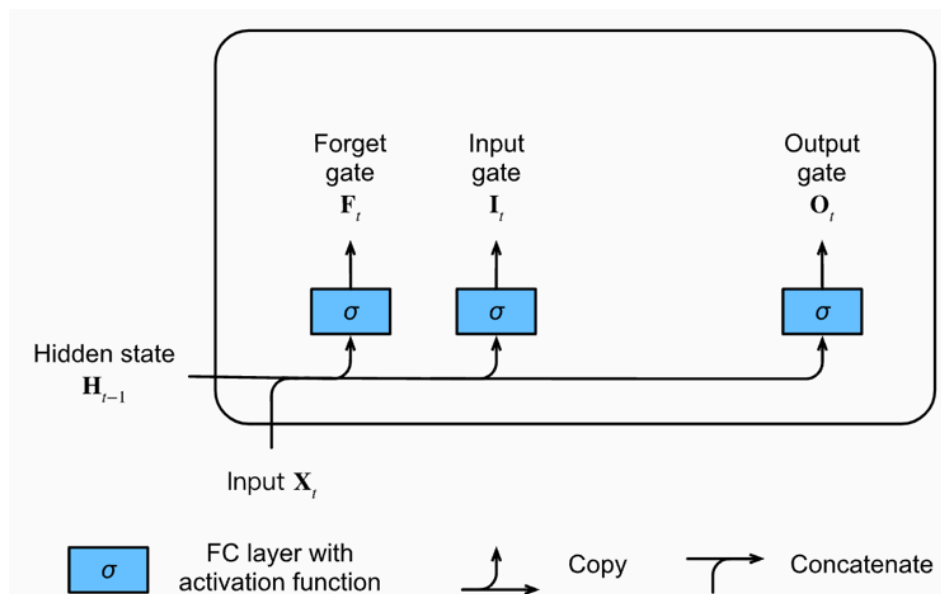 Forget
gate
F_t
Input
gate
I_t
Output
gate
O_t
σ
σ
σ
Hidden state
H_{t−1}
Input X_t
σ
FC layer with
activation function
Copy
Concatenate